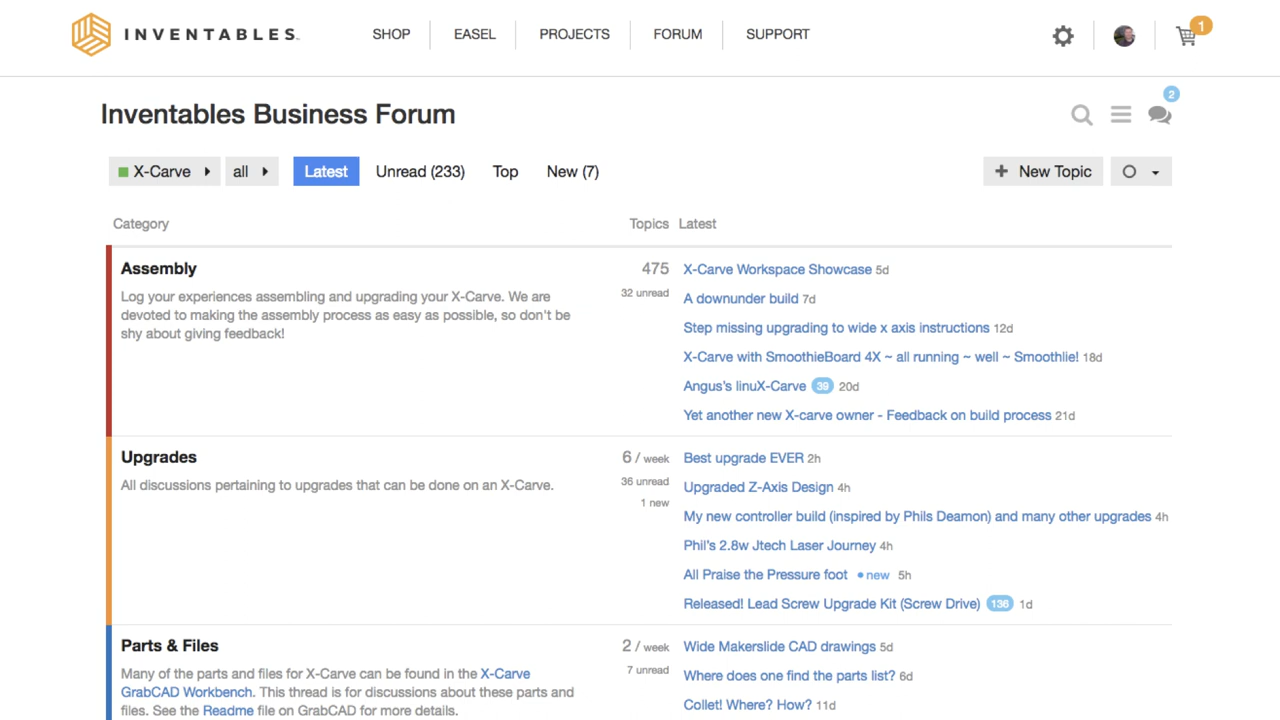 INVENTABLES
SHOP
EASEL
PROJECTS
FORUM
SUPPORT
1
Inventables Business Forum
2
X-Carve
all
Latest
Unread (233)
Top
New (7)
+ New Topic
Category
Topics
Latest
Assembly
475
X-Carve Workspace Showcase 5d
Log your experiences assembling and upgrading your X-Carve. We are
32 unread
A downunder build 7d
devoted to making the assembly process as easy as possible, so don't be
Step missing upgrading to wide x axis instructions 12d
shy about giving feedback!
X-Carve with SmoothieBoard 4X ~ all running ~ well ~ Smoothlie! 18d
Angus's linuX-Carve 39 20d
Yet another new X-carve owner - Feedback on build process 21d
Upgrades
6 / week
Best upgrade EVER 2h
All discussions pertaining to upgrades that can be done on an X-Carve.
36 unread
Upgraded Z-Axis Design 4h
1 new
My new controller build (inspired by Phils Deamon) and many other upgrades 4h
Phil's 2.8w Jtech Laser Journey 4h
All Praise the Pressure foot • new 5h
Released! Lead Screw Upgrade Kit (Screw Drive) 136 1d
Parts & Files
2 / week
Wide Makerslide CAD drawings 5d
Many of the parts and files for X-Carve can be found in the X-Carve
7 unread
Where does one find the parts list? 6d
GrabCAD Workbench. This thread is for discussions about these parts and
Collet! Where? How? 11d
files. See the Readme file on GrabCAD for more details.